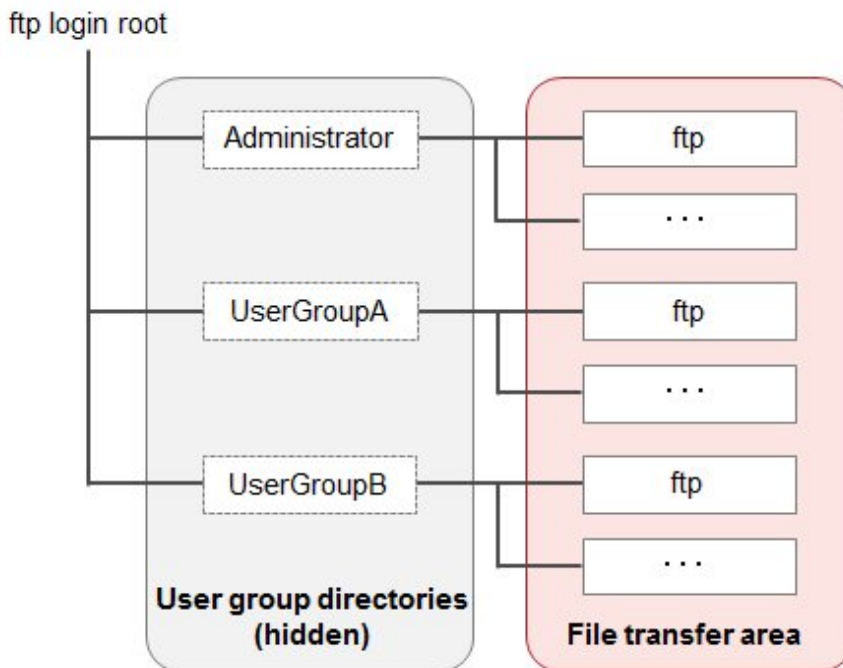 ftp login root
Administrator
ftp
...
UserGroupA
ftp
...
UserGroupB
ftp
...
User group directories
(hidden)
File transfer area